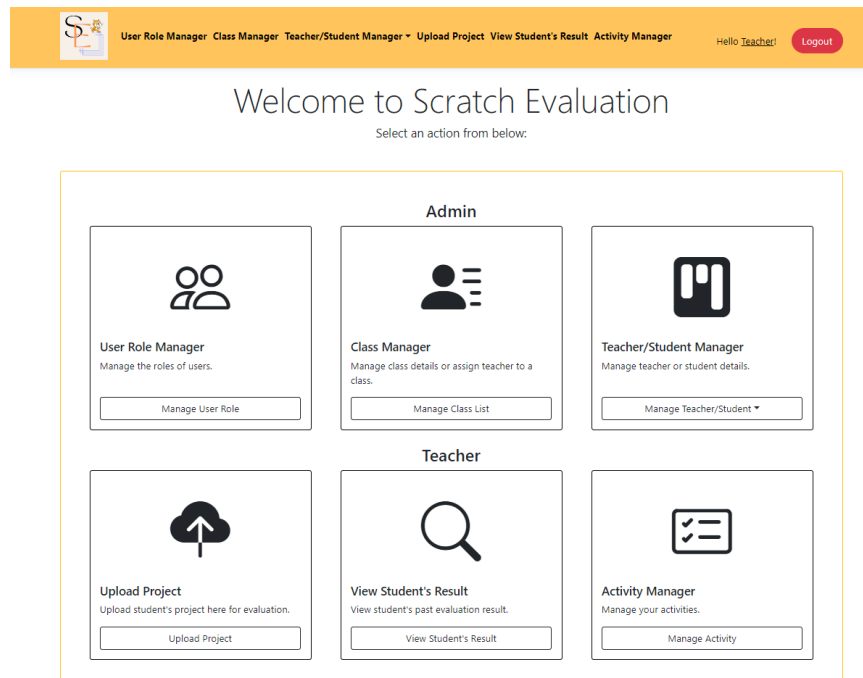 SE
User Role Manager Class Manager Teacher/Student Manager Upload Project View Student's Result Activity Manager
Hello Teacher!
Logout
Welcome to Scratch Evaluation
Select an action from below:
Admin
User Role Manager
Manage the roles of users.
Manage User Role
Class Manager
Manage class details or assign teacher to a
class.
Manage Class List
Teacher/Student Manager
Manage teacher or student details.
Manage Teacher/Student
Teacher
Upload Project
Upload student's project here for evaluation.
Upload Project
View Student's Result
View student's past evaluation result.
View Student's Result
Activity Manager
Manage your activities.
Manage Activity